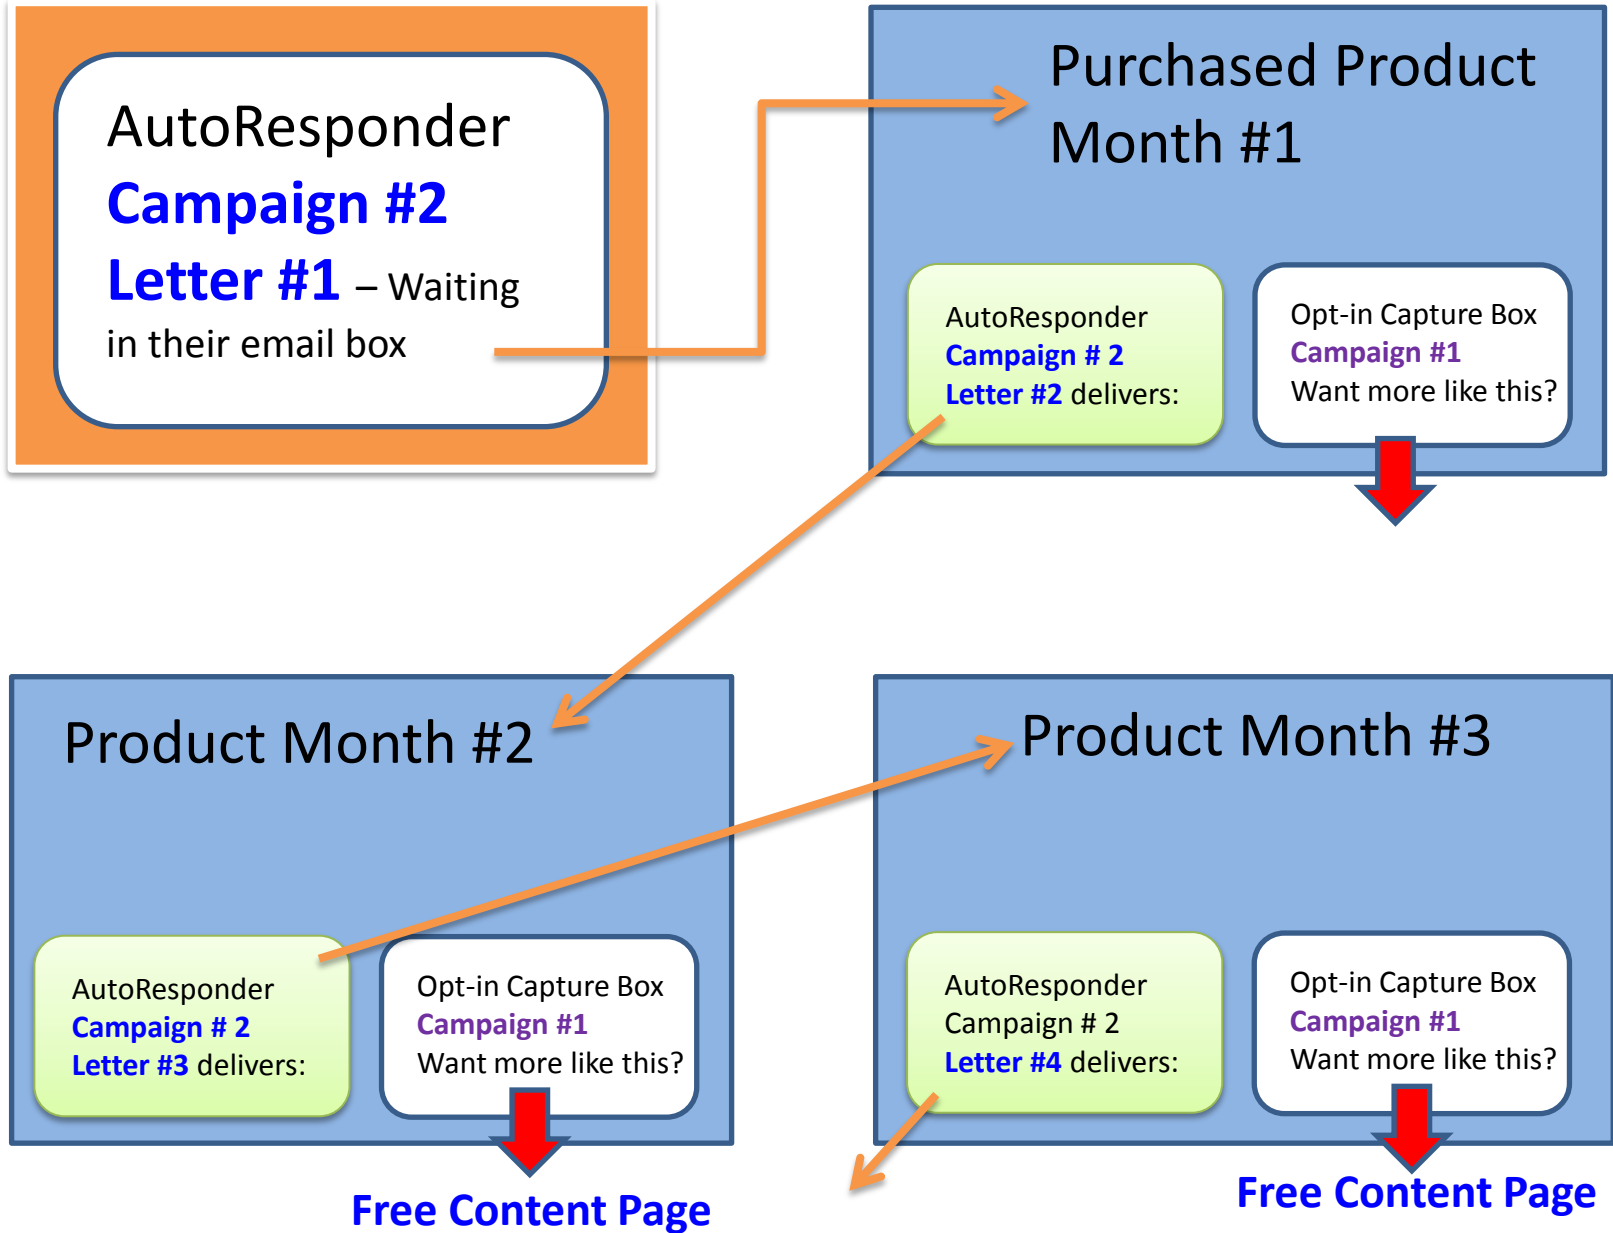 AutoResponder
Campaign #2
Letter #1 – Waiting
in their email box
Purchased Product
Month #1
AutoResponder
Campaign # 2
Letter #2 delivers:
Opt-in Capture Box
Campaign #1
Want more like this?
Product Month #2
AutoResponder
Campaign # 2
Letter #3 delivers:
Opt-in Capture Box
Campaign #1
Want more like this?
Free Content Page
Product Month #3
AutoResponder
Campaign # 2
Letter #4 delivers:
Opt-in Capture Box
Campaign #1
Want more like this?
Free Content Page